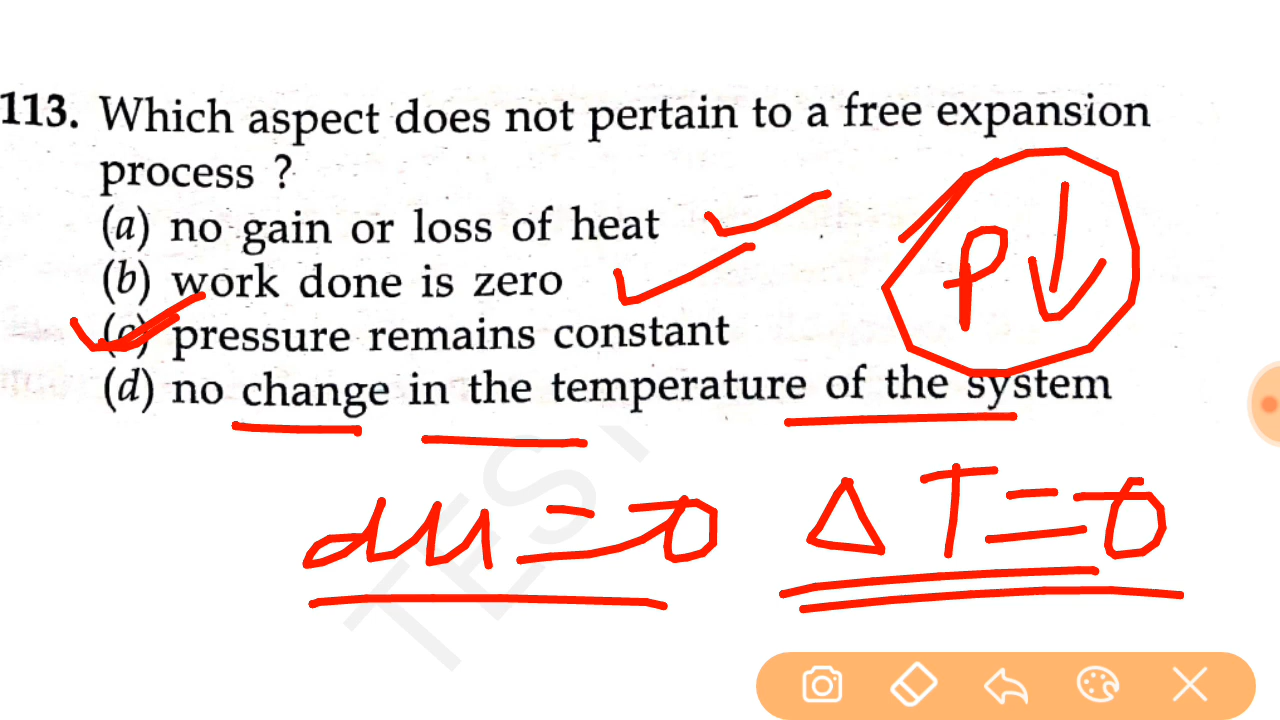 113. Which aspect does not pertain to a free expansion
process ?
(a) no gain or loss of heat
(b) work done is zero
(c) pressure remains constant
(d) no change in the temperature of the system
P↓
du=0 ΔT=0
TEST